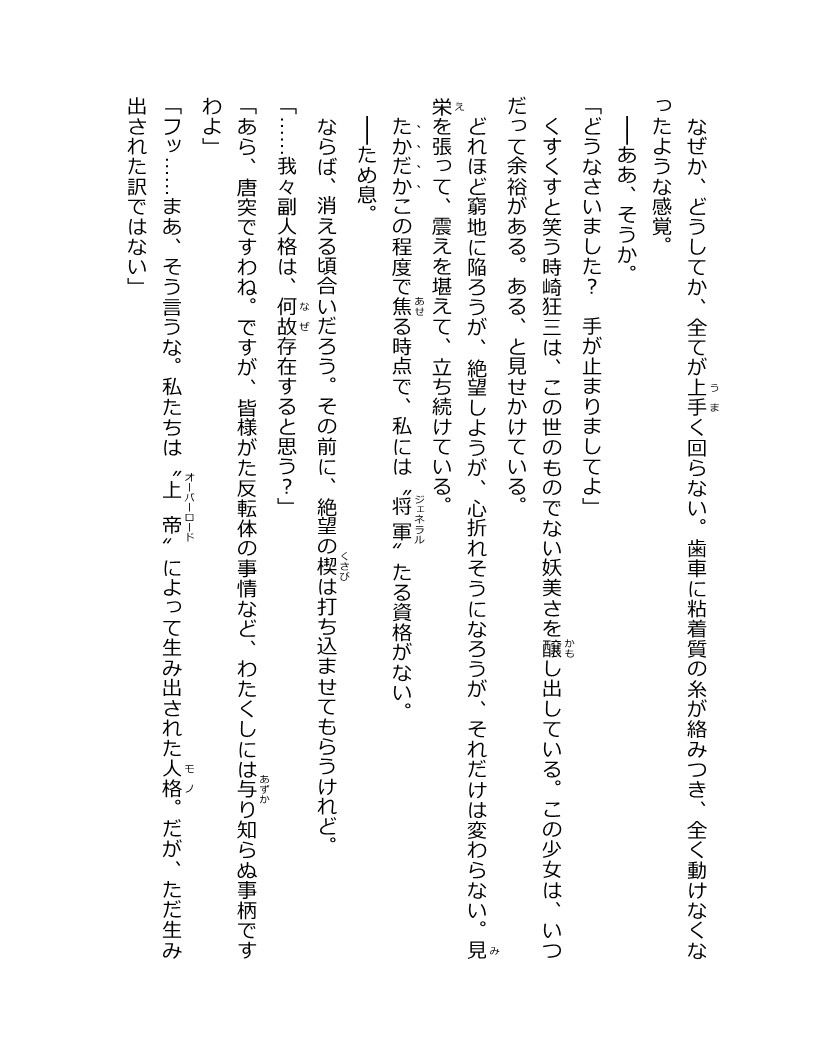 なぜか、どうしてか、全てが上手く回らない。歯車に粘着質の糸が絡みつき、全く動けなくな
ったような感覚。
　――ああ、そうか。
「どうなさいました？　手が止まりましてよ」
　くすくすと笑う時崎狂三は、この世のものでない妖美さを醸し出している。この少女は、いつ
だって余裕がある。ある、と見せかけている。
　どれほど窮地に陥ろうが、絶望しようが、心折れそうになろうが、それだけは変わらない。見
栄を張って、震えを堪えて、立ち続けている。
　たかだかこの程度で焦る時点で、私には〝将軍〟たる資格がない。
　――ため息。
　ならば、消える頃合いだろう。その前に、絶望の楔は打ち込ませてもらうけれど。
「……我々副人格は、何故存在すると思う？」
「あら、唐突ですわね。ですが、皆様がた反転体の事情など、わたくしには与り知らぬ事柄です
わよ」
「フッ……まあ、そう言うな。私たちは〝上帝〟によって生み出された人格。だが、ただ生み
出された訳ではない」